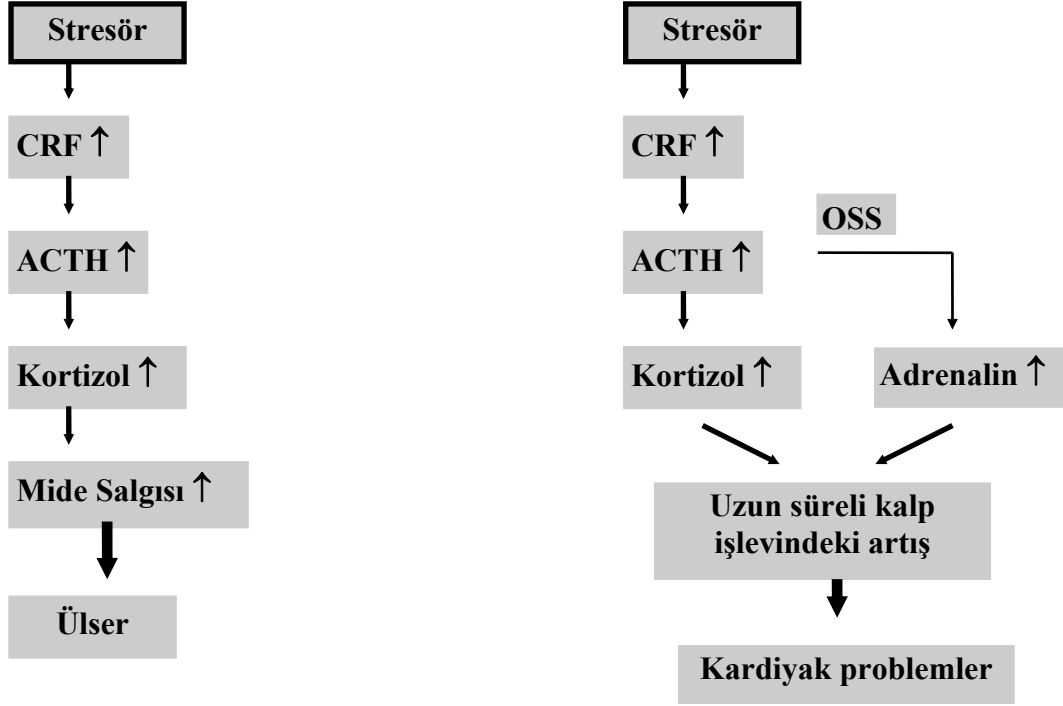 Stresör
CRF ↑
ACTH ↑
Kortizol ↑
Mide Salgısı ↑
Ülser
Stresör
CRF ↑
OSS
ACTH ↑
Kortizol ↑
Adrenalin ↑
Uzun süreli kalp
işlevindeki artış
Kardiyak problemler